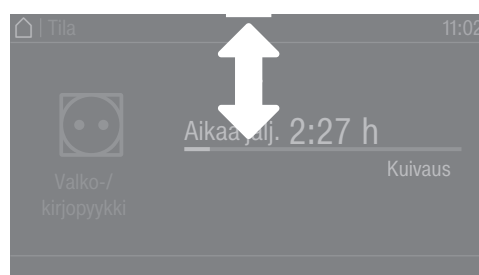 Tila 11:02
Aikaa jälj. 2:27 h
Kuivaus
Valko-/
kirjopyykki